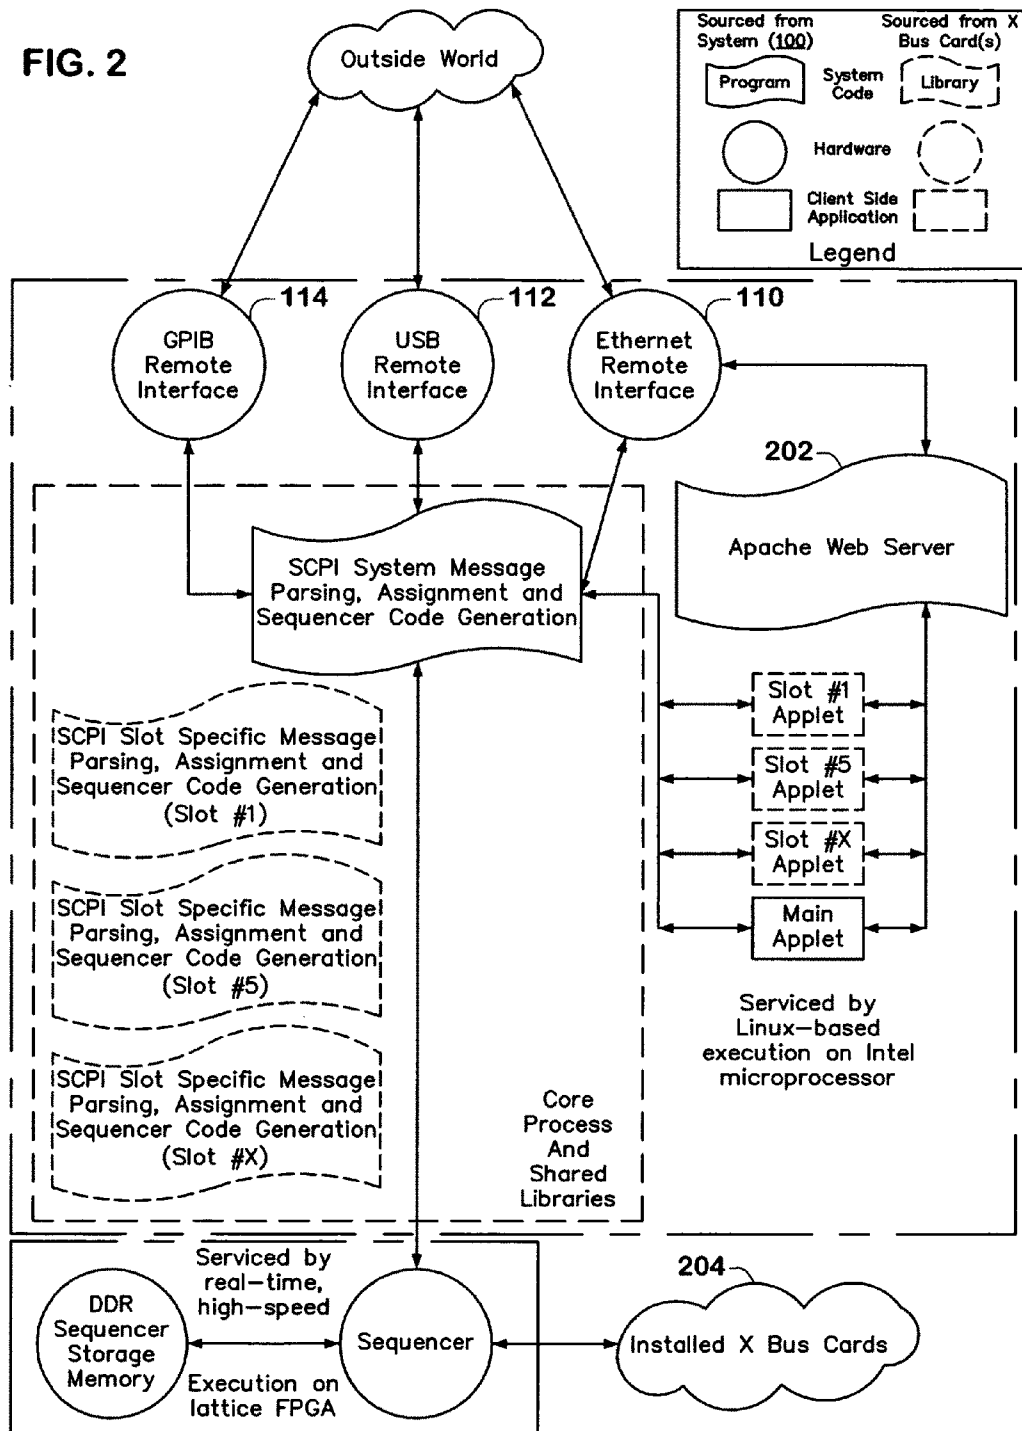 FIG. 2
Outside World
Sourced from
System (100)
Sourced from X
Bus Card(s)
Program
System
Code
Library
Hardware
Client Side
Application
Legend
114
112
110
GPIB
Remote
Interface
USB
Remote
Interface
Ethernet
Remote
Interface
202
Apache Web Server
SCPI System Message
Parsing, Assignment and
Sequencer Code Generation
SCPI Slot Specific Message
Parsing, Assignment and
Sequencer Code Generation
(Slot #1)
SCPI Slot Specific Message
Parsing, Assignment and
Sequencer Code Generation
(Slot #5)
SCPI Slot Specific Message
Parsing, Assignment and
Sequencer Code Generation
(Slot #X)
Slot #1
Applet
Slot #5
Applet
Slot #X
Applet
Main
Applet
Serviced by
Linux-based
execution on Intel
microprocessor
Core
Process
And
Shared
Libraries
Serviced by
real-time,
high-speed
DDR
Sequencer
Storage
Memory
Sequencer
Execution on
lattice FPGA
204
Installed X Bus Cards